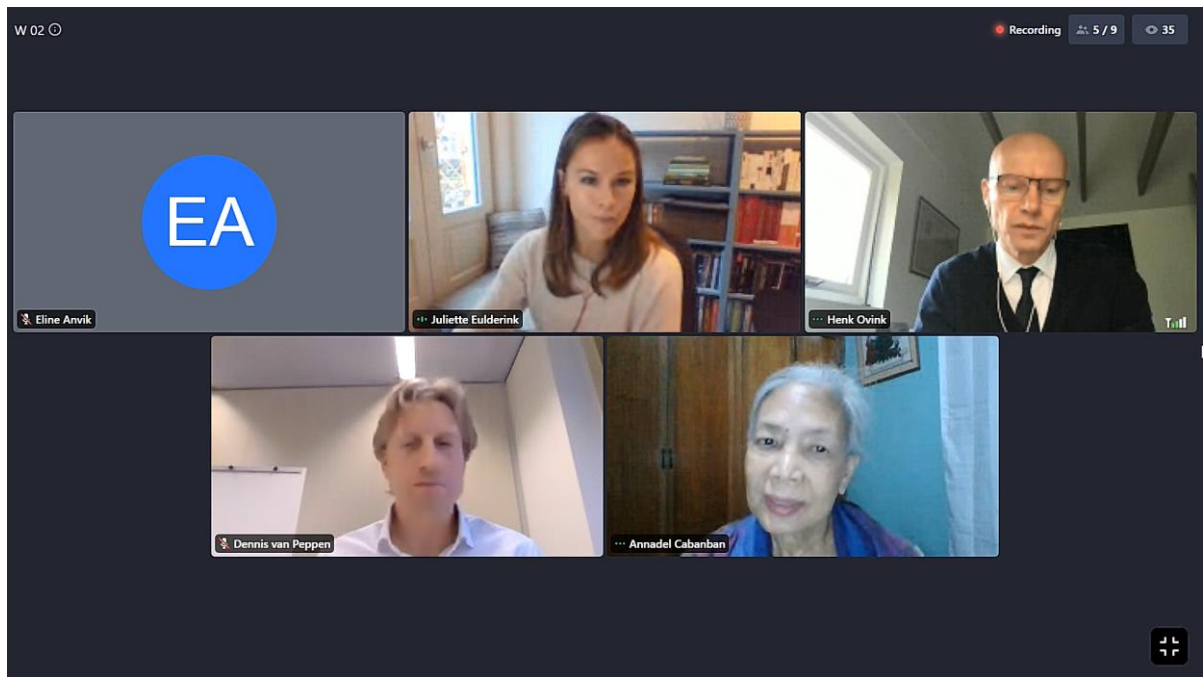 W 02
Recording
5 / 9
35
EA
Eline Anvik
Juliette Eulderink
Henk Ovink
Dennis van Peppen
Annadel Cabanban